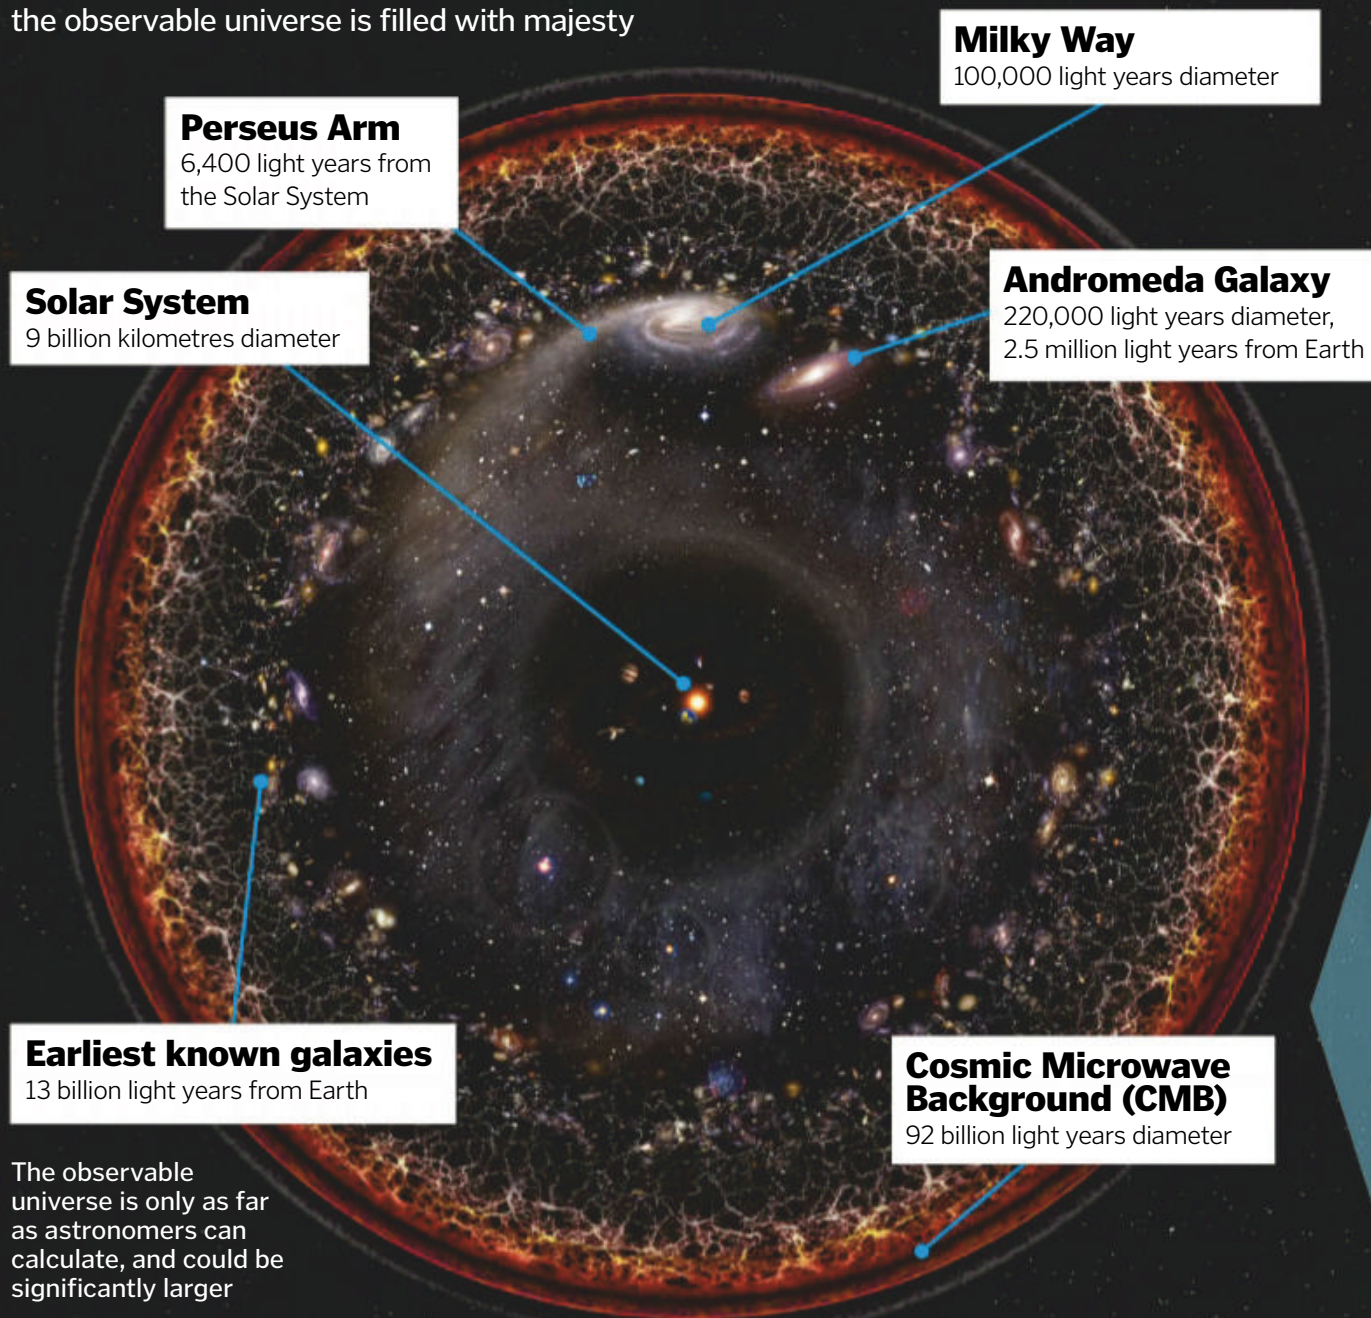 the observable universe is filled with majesty
Milky Way
100,000 light years diameter
Perseus Arm
6,400 light years from
the Solar System
Andromeda Galaxy
220,000 light years diameter,
2.5 million light years from Earth
Solar System
9 billion kilometres diameter
Earliest known galaxies
13 billion light years from Earth
Cosmic Microwave
Background (CMB)
92 billion light years diameter
The observable
universe is only as far
as astronomers can
calculate, and could be
significantly larger